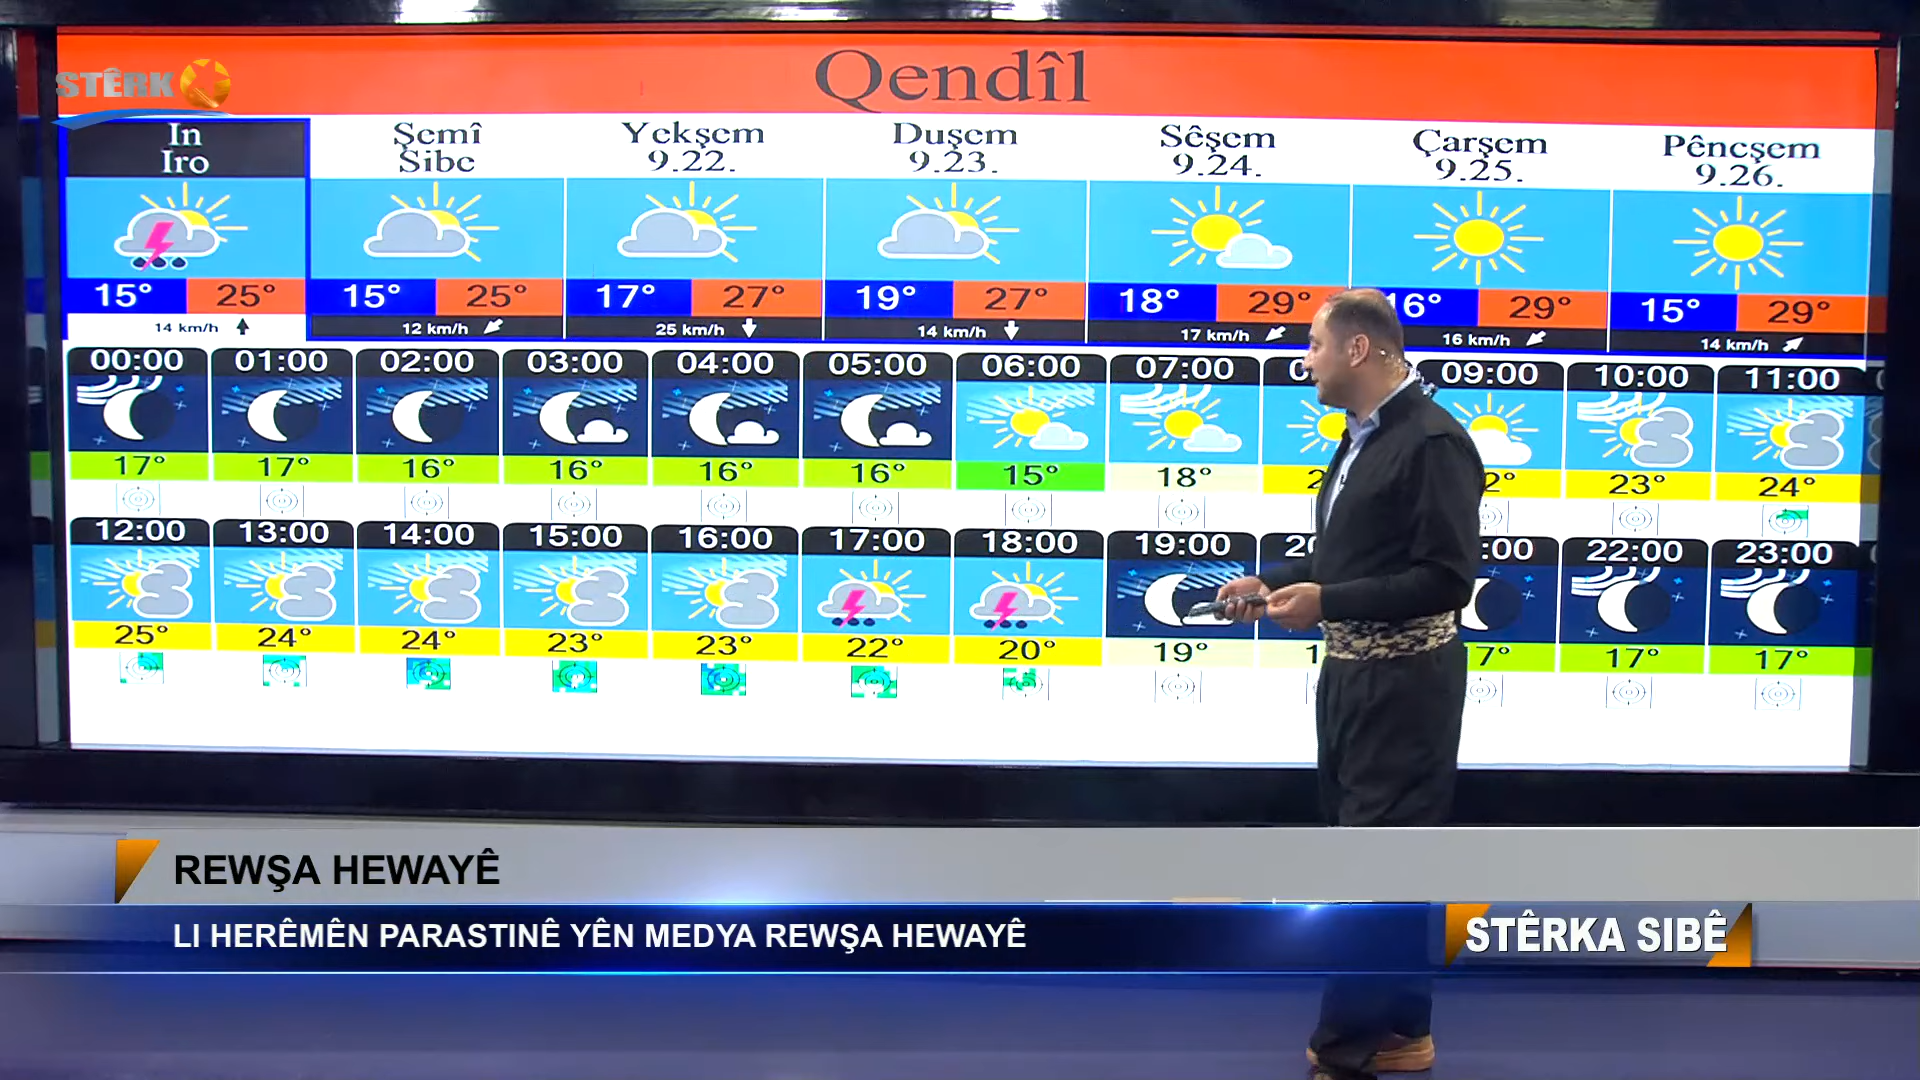 Qendîl
STÊRK
In Şemî Yekşem Duşem Sêşem Çarşem Pêncşem
Iro Sibe 9.22. 9.23. 9.24. 9.25. 9.26.
15° 25° 15° 25° 17° 27° 19° 27° 18° 29° 16° 29° 15° 29°
14 km/h 12 km/h 25 km/h 14 km/h 17 km/h 16 km/h 14 km/h
00:00 01:00 02:00 03:00 04:00 05:00 06:00 07:00 09:00 10:00 11:00
17° 17° 16° 16° 16° 16° 15° 18° 23° 24°
12:00 13:00 14:00 15:00 16:00 17:00 18:00 19:00 22:00 23:00
25° 24° 24° 23° 23° 22° 20° 19° 17° 17°
REWŞA HEWAYÊ
LI HERÊMÊN PARASTINÊ YÊN MEDYA REWŞA HEWAYÊ
STÊRKA SIBÊ